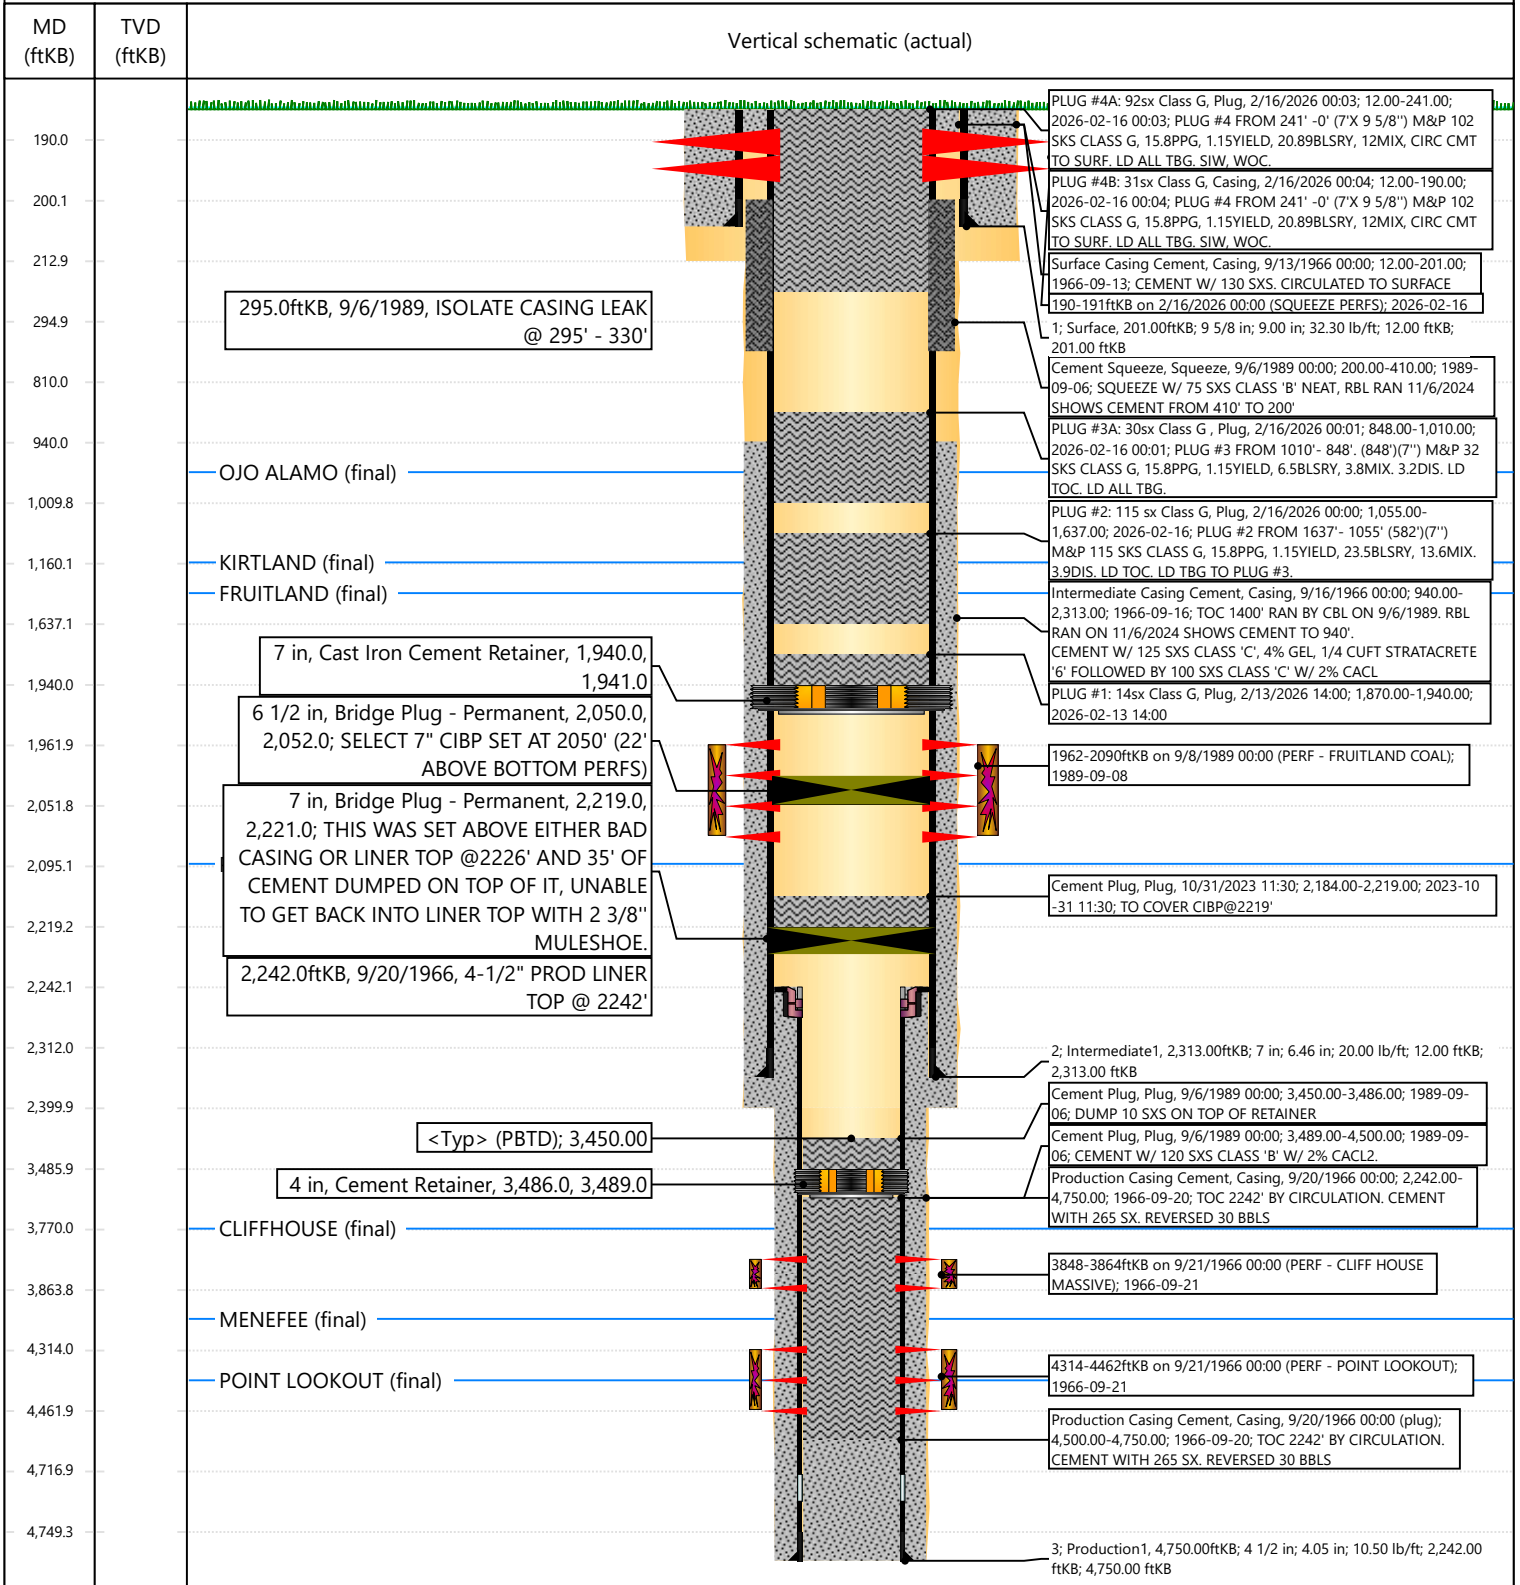 MD
(ftKB)
TVD
(ftKB)
Vertical schematic (actual)
190.0
200.1
212.9
294.9
810.0
940.0
1,009.8
1,160.1
1,637.1
1,940.0
1,961.9
2,051.8
2,095.1
2,219.2
2,242.1
2,312.0
2,399.9
3,485.9
3,770.0
3,863.8
4,314.0
4,461.9
4,716.9
4,749.3
295.0ftKB, 9/6/1989, ISOLATE CASING LEAK
@ 295' - 330'
OJO ALAMO (final)
KIRTLAND (final)
FRUITLAND (final)
7 in, Cast Iron Cement Retainer, 1,940.0,
1,941.0
6 1/2 in, Bridge Plug - Permanent, 2,050.0,
2,052.0; SELECT 7" CIBP SET AT 2050' (22'
ABOVE BOTTOM PERFS)
7 in, Bridge Plug - Permanent, 2,219.0,
2,221.0; THIS WAS SET ABOVE EITHER BAD
CASING OR LINER TOP @2226' AND 35' OF
CEMENT DUMPED ON TOP OF IT, UNABLE
TO GET BACK INTO LINER TOP WITH 2 3/8''
MULESHOE.
2,242.0ftKB, 9/20/1966, 4-1/2" PROD LINER
TOP @ 2242'
<Typ> (PBTD); 3,450.00
4 in, Cement Retainer, 3,486.0, 3,489.0
CLIFFHOUSE (final)
MENEFEE (final)
POINT LOOKOUT (final)
PLUG #4A: 92sx Class G, Plug, 2/16/2026 00:03; 12.00-241.00;
2026-02-16 00:03; PLUG #4 FROM 241' -0' (7'X 9 5/8'') M&P 102
SKS CLASS G, 15.8PPG, 1.15YIELD, 20.89BLSRY, 12MIX, CIRC CMT
TO SURF. LD ALL TBG. SIW, WOC.
PLUG #4B: 31sx Class G, Casing, 2/16/2026 00:04; 12.00-190.00;
2026-02-16 00:04; PLUG #4 FROM 241' -0' (7'X 9 5/8'') M&P 102
SKS CLASS G, 15.8PPG, 1.15YIELD, 20.89BLSRY, 12MIX, CIRC CMT
TO SURF. LD ALL TBG. SIW, WOC.
Surface Casing Cement, Casing, 9/13/1966 00:00; 12.00-201.00;
1966-09-13; CEMENT W/ 130 SXS. CIRCULATED TO SURFACE
190-191ftKB on 2/16/2026 00:00 (SQUEEZE PERFS); 2026-02-16
1; Surface, 201.00ftKB; 9 5/8 in; 9.00 in; 32.30 lb/ft; 12.00 ftKB;
201.00 ftKB
Cement Squeeze, Squeeze, 9/6/1989 00:00; 200.00-410.00; 1989-
09-06; SQUEEZE W/ 75 SXS CLASS 'B' NEAT, RBL RAN 11/6/2024
SHOWS CEMENT FROM 410' TO 200'
PLUG #3A: 30sx Class G , Plug, 2/16/2026 00:01; 848.00-1,010.00;
2026-02-16 00:01; PLUG #3 FROM 1010'- 848'. (848')(7'') M&P 32
SKS CLASS G, 15.8PPG, 1.15YIELD, 6.5BLSRY, 3.8MIX. 3.2DIS. LD
TOC. LD ALL TBG.
PLUG #2: 115 sx Class G, Plug, 2/16/2026 00:00; 1,055.00-
1,637.00; 2026-02-16; PLUG #2 FROM 1637'- 1055' (582')(7'')
M&P 115 SKS CLASS G, 15.8PPG, 1.15YIELD, 23.5BLSRY, 13.6MIX.
3.9DIS. LD TOC. LD TBG TO PLUG #3.
Intermediate Casing Cement, Casing, 9/16/1966 00:00; 940.00-
2,313.00; 1966-09-16; TOC 1400' RAN BY CBL ON 9/6/1989. RBL
RAN ON 11/6/2024 SHOWS CEMENT TO 940'.
CEMENT W/ 125 SXS CLASS 'C', 4% GEL, 1/4 CUFT STRATACRETE
'6' FOLLOWED BY 100 SXS CLASS 'C' W/ 2% CACL
PLUG #1: 14sx Class G, Plug, 2/13/2026 14:00; 1,870.00-1,940.00;
2026-02-13 14:00
1962-2090ftKB on 9/8/1989 00:00 (PERF - FRUITLAND COAL);
1989-09-08
Cement Plug, Plug, 10/31/2023 11:30; 2,184.00-2,219.00; 2023-10
-31 11:30; TO COVER CIBP@2219'
2; Intermediate1, 2,313.00ftKB; 7 in; 6.46 in; 20.00 lb/ft; 12.00 ftKB;
2,313.00 ftKB
Cement Plug, Plug, 9/6/1989 00:00; 3,450.00-3,486.00; 1989-09-
06; DUMP 10 SXS ON TOP OF RETAINER
Cement Plug, Plug, 9/6/1989 00:00; 3,489.00-4,500.00; 1989-09-
06; CEMENT W/ 120 SXS CLASS 'B' W/ 2% CACL2.
Production Casing Cement, Casing, 9/20/1966 00:00; 2,242.00-
4,750.00; 1966-09-20; TOC 2242' BY CIRCULATION. CEMENT
WITH 265 SX. REVERSED 30 BBLS
3848-3864ftKB on 9/21/1966 00:00 (PERF - CLIFF HOUSE
MASSIVE); 1966-09-21
4314-4462ftKB on 9/21/1966 00:00 (PERF - POINT LOOKOUT);
1966-09-21
Production Casing Cement, Casing, 9/20/1966 00:00 (plug);
4,500.00-4,750.00; 1966-09-20; TOC 2242' BY CIRCULATION.
CEMENT WITH 265 SX. REVERSED 30 BBLS
3; Production1, 4,750.00ftKB; 4 1/2 in; 4.05 in; 10.50 lb/ft; 2,242.00
ftKB; 4,750.00 ftKB